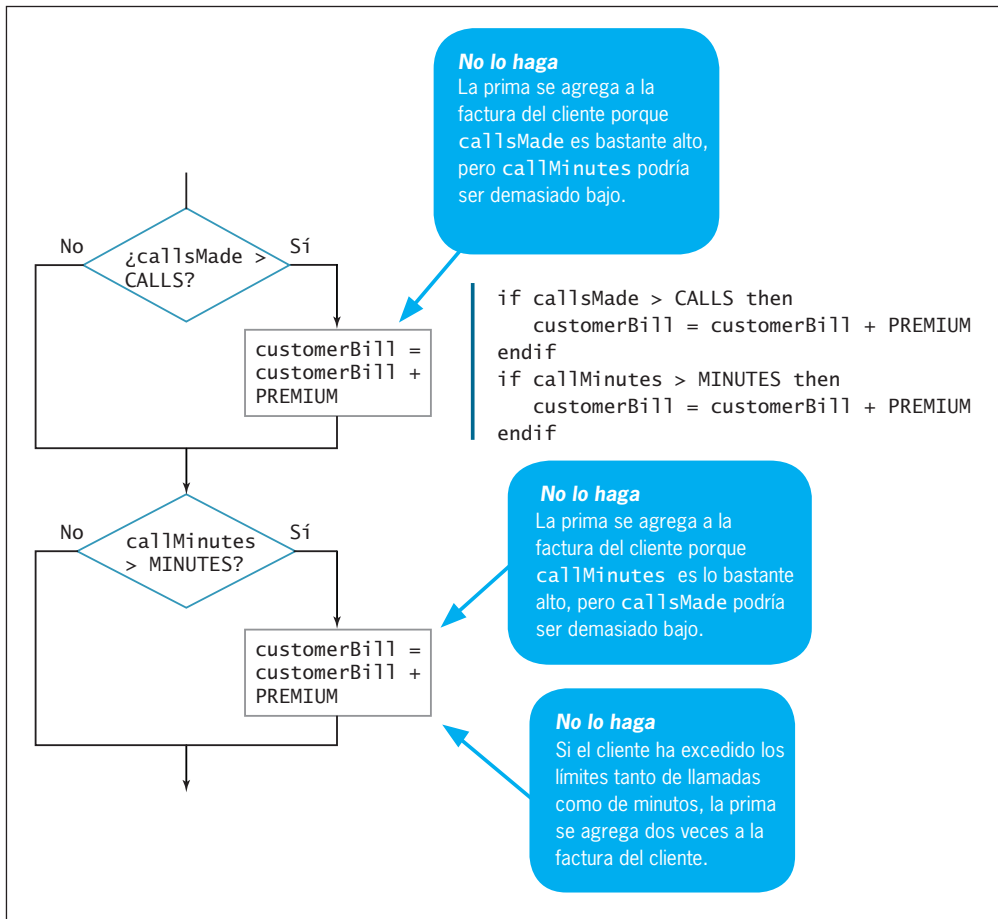 No lo haga
La prima se agrega a la
factura del cliente porque
callsMade es bastante alto,
pero callMinutes podría
ser demasiado bajo.
No
¿callsMade >
CALLS?
Sí
customerBill =
customerBill +
PREMIUM
if callsMade > CALLS then
customerBill = customerBill + PREMIUM
endif
if callMinutes > MINUTES then
customerBill = customerBill + PREMIUM
endif
No
callMinutes
> MINUTES?
Sí
No lo haga
La prima se agrega a la
factura del cliente porque
callMinutes es lo bastante
alto, pero callsMade podría
ser demasiado bajo.
customerBill =
customerBill +
PREMIUM
No lo haga
Si el cliente ha excedido los
límites tanto de llamadas
como de minutos, la prima
se agrega dos veces a la
factura del cliente.